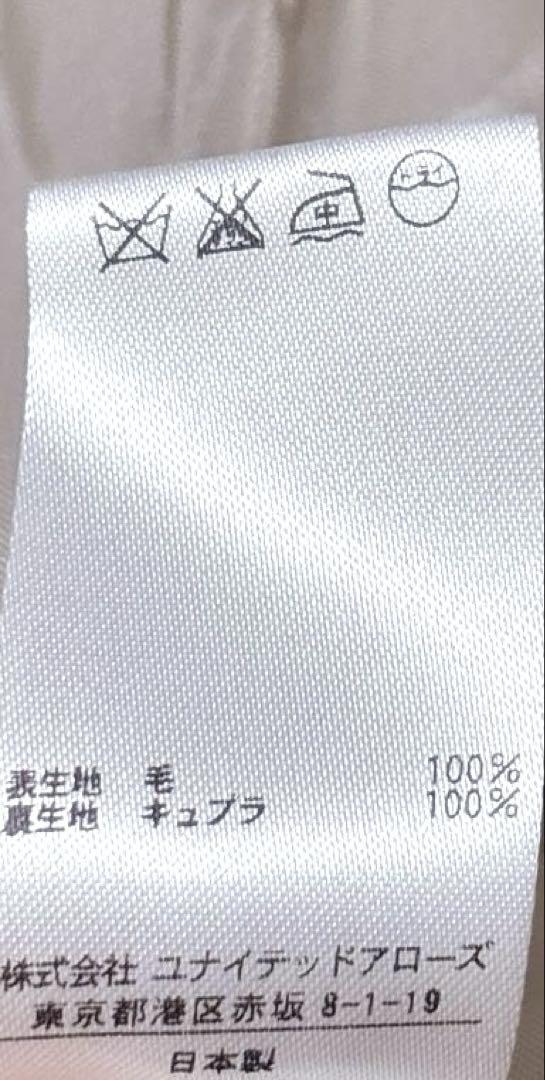 中 ドライ
表生地 毛 100%
裏生地 キュプラ 100%
株式会社 ユナイテッドアローズ
東京都港区赤坂 8-1-19
日本製